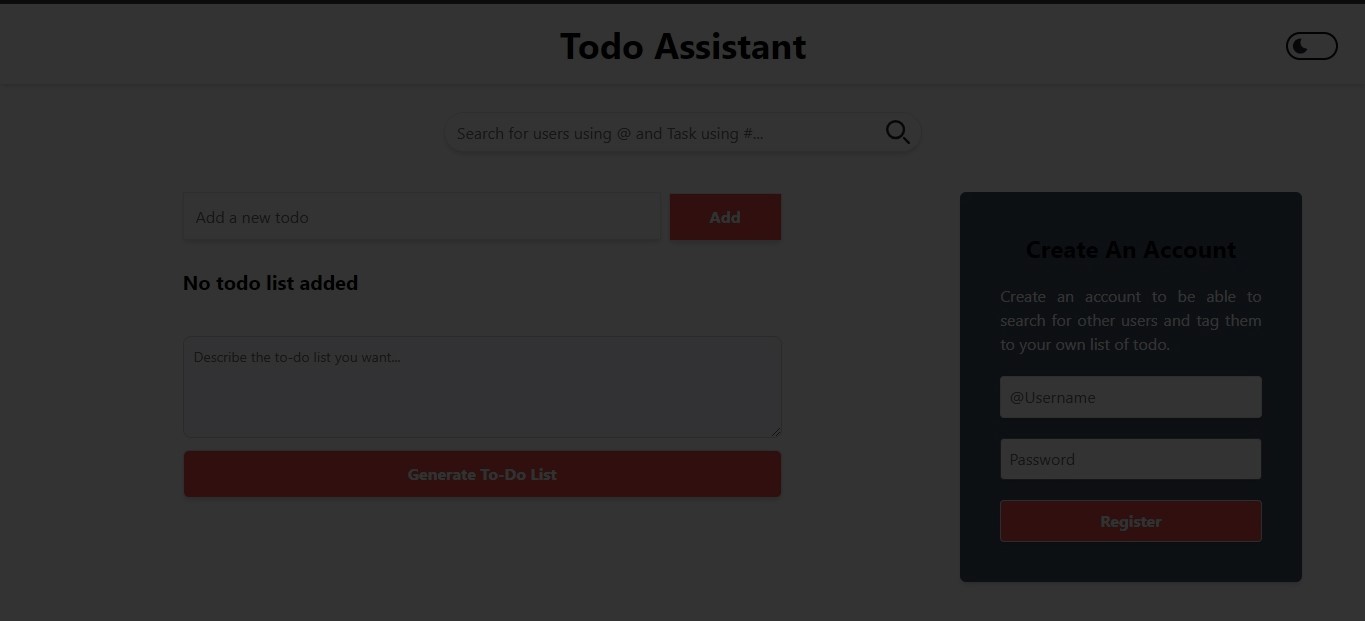 Todo Assistant
Search for users using @ and Task using #...
Add a new todo
Add
No todo list added
Describe the to-do list you want...
Generate To-Do List
Create An Account
Create an account to be able to
search for other users and tag them
to your own list of todo.
@Username
Password
Register